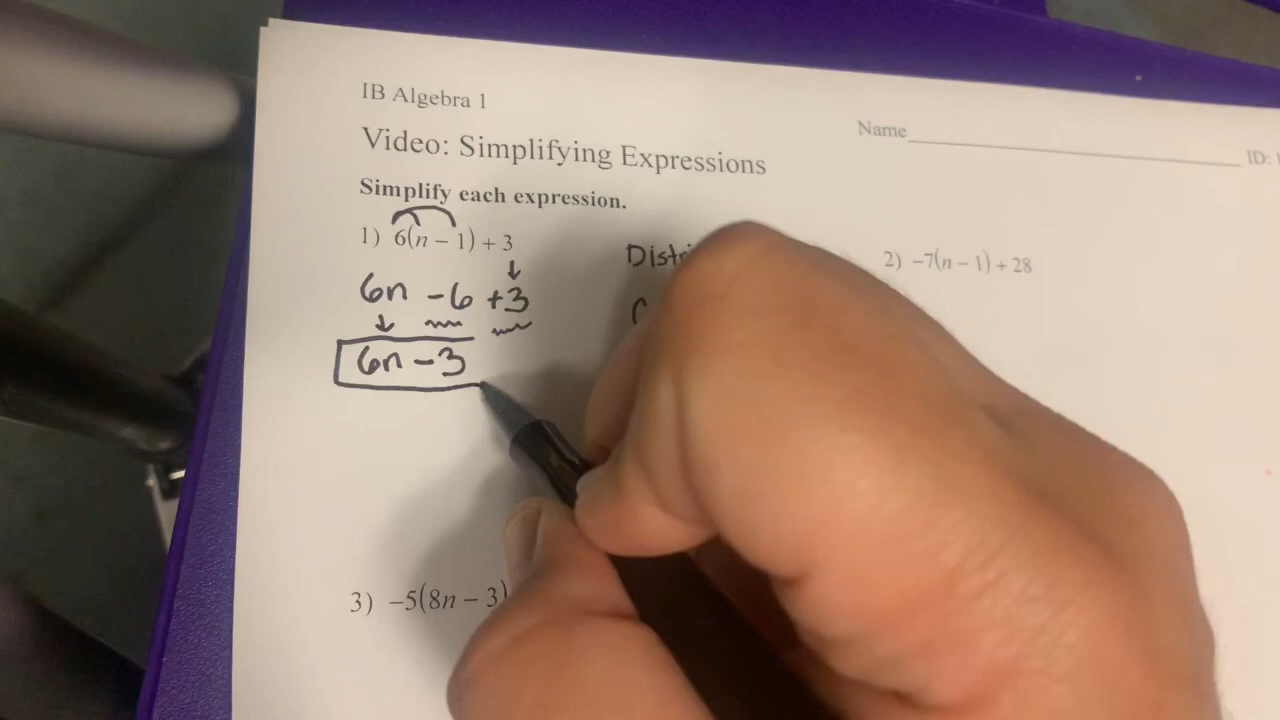 IB Algebra 1
Name
ID:
Video: Simplifying Expressions
Simplify each expression.
1) 6(n − 1) + 3
6n −6 +3
6n − 3
2) −7(n − 1) + 28
3) −5(8n − 3)